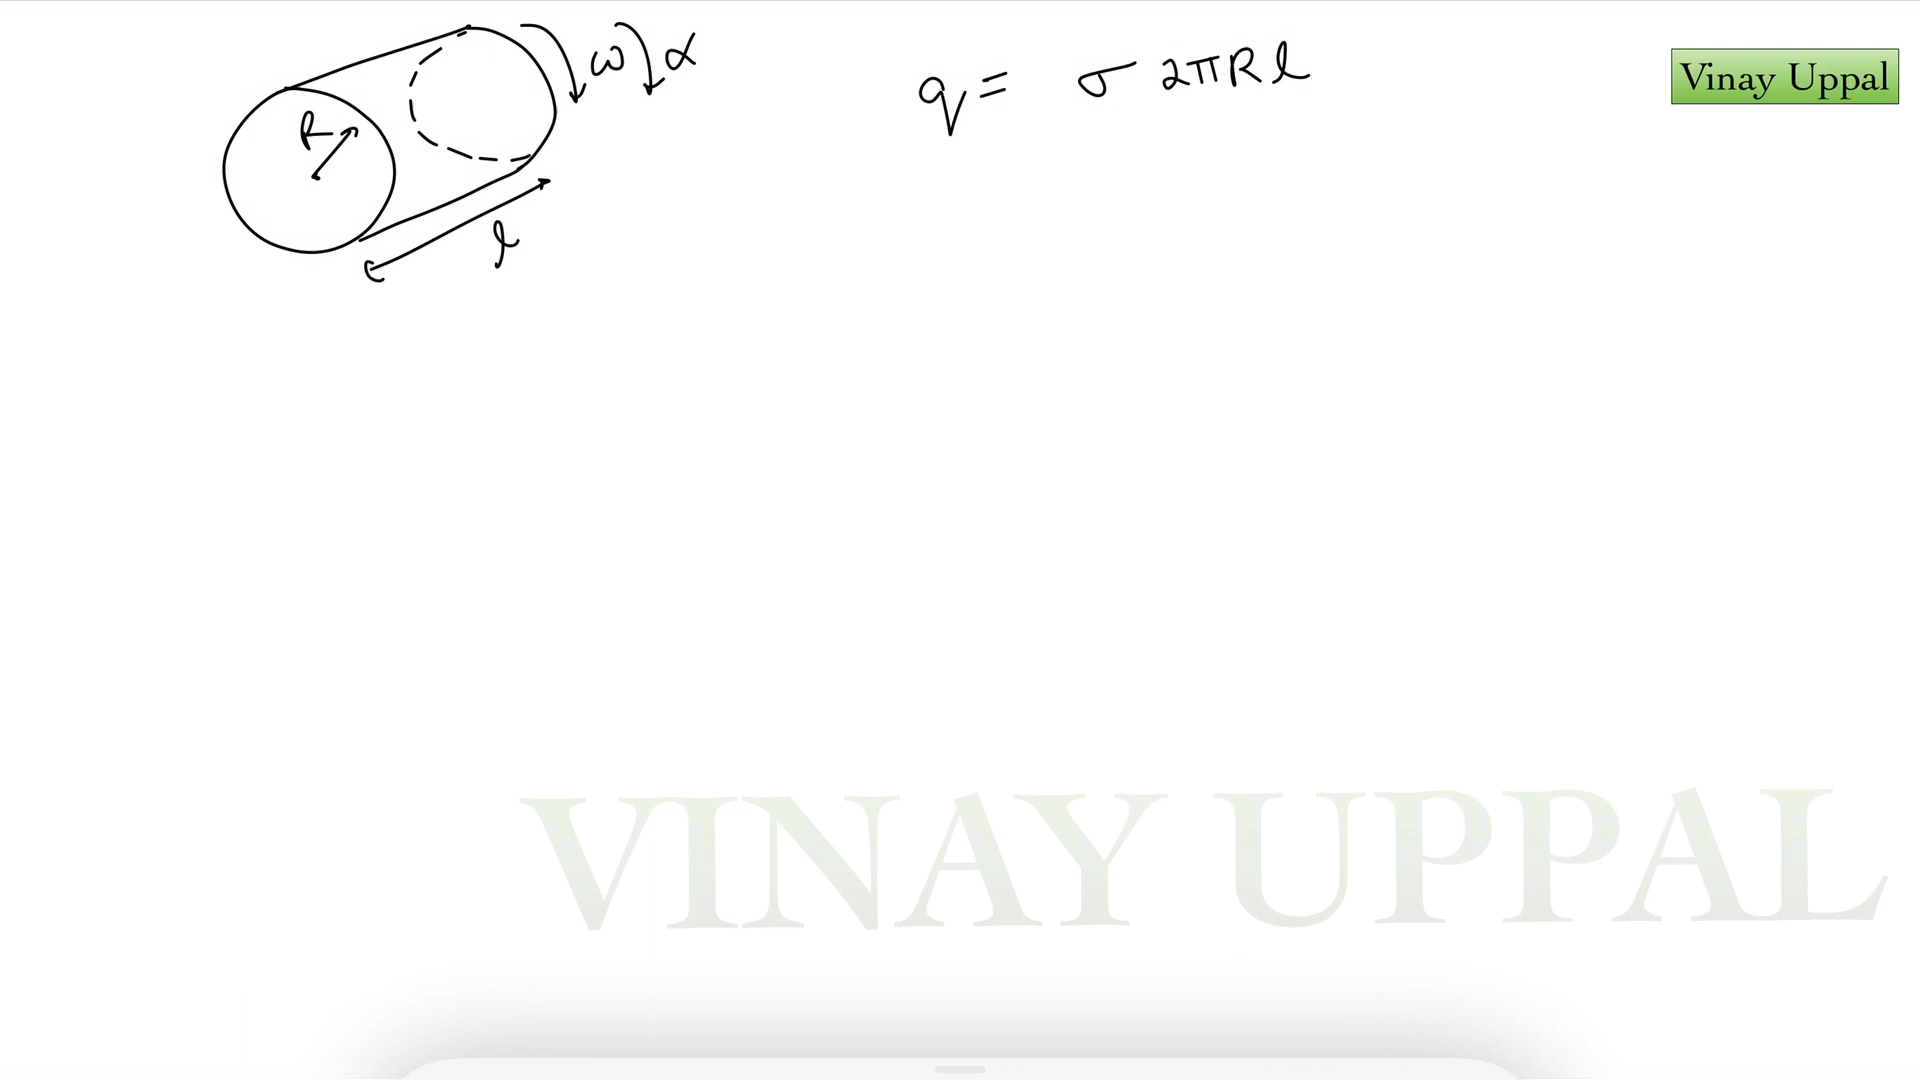 ω α
q = σ 2πRl
Vinay Uppal
R
l
VINAY UPPAL